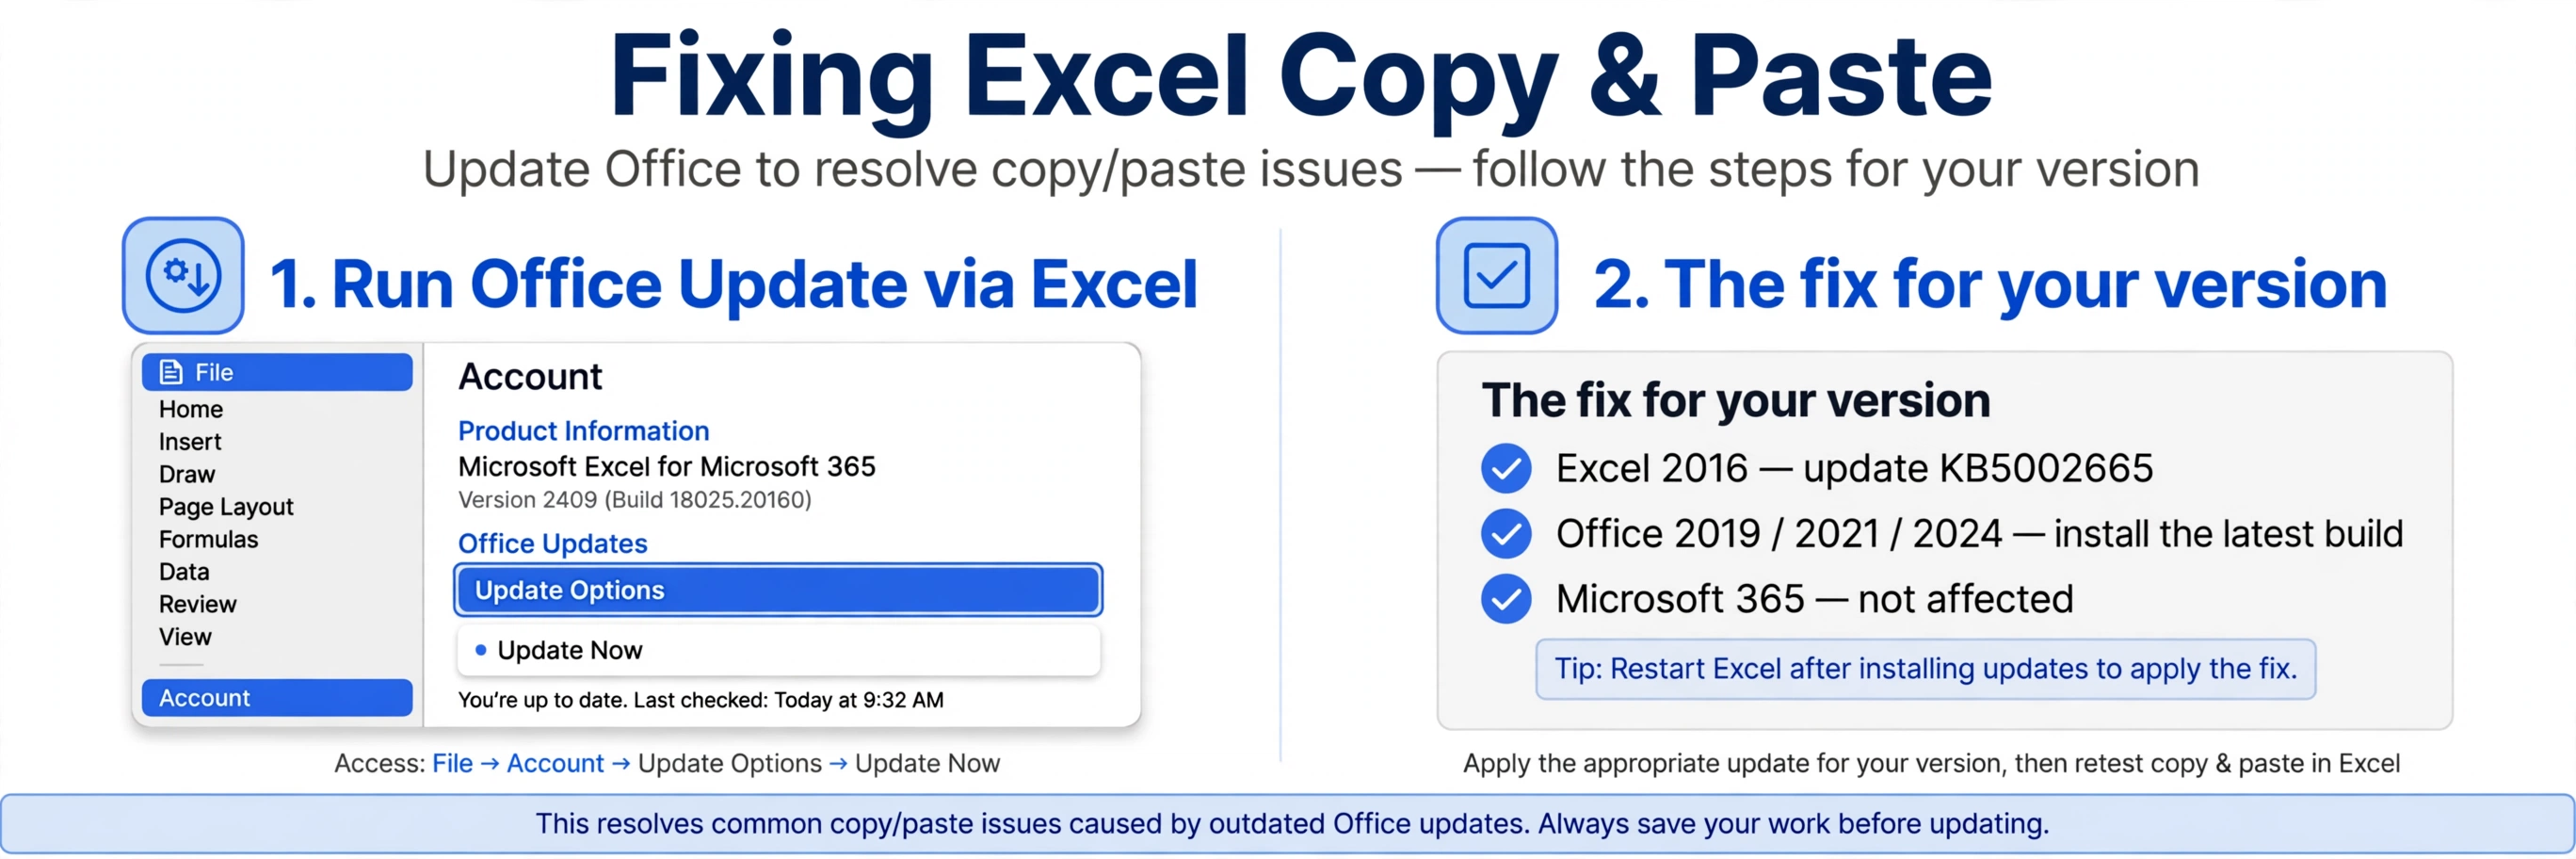 Fixing Excel Copy & Paste
Update Office to resolve copy/paste issues — follow the steps for your version
1. Run Office Update via Excel
File
Home
Insert
Draw
Page Layout
Formulas
Data
Review
View
Account
Account
Product Information
Microsoft Excel for Microsoft 365
Version 2409 (Build 18025.20160)
Office Updates
Update Options
• Update Now
You're up to date. Last checked: Today at 9:32 AM
Access: File → Account → Update Options → Update Now
2. The fix for your version
The fix for your version
Excel 2016 — update KB5002665
Office 2019 / 2021 / 2024 — install the latest build
Microsoft 365 — not affected
Tip: Restart Excel after installing updates to apply the fix.
Apply the appropriate update for your version, then retest copy & paste in Excel
This resolves common copy/paste issues caused by outdated Office updates. Always save your work before updating.